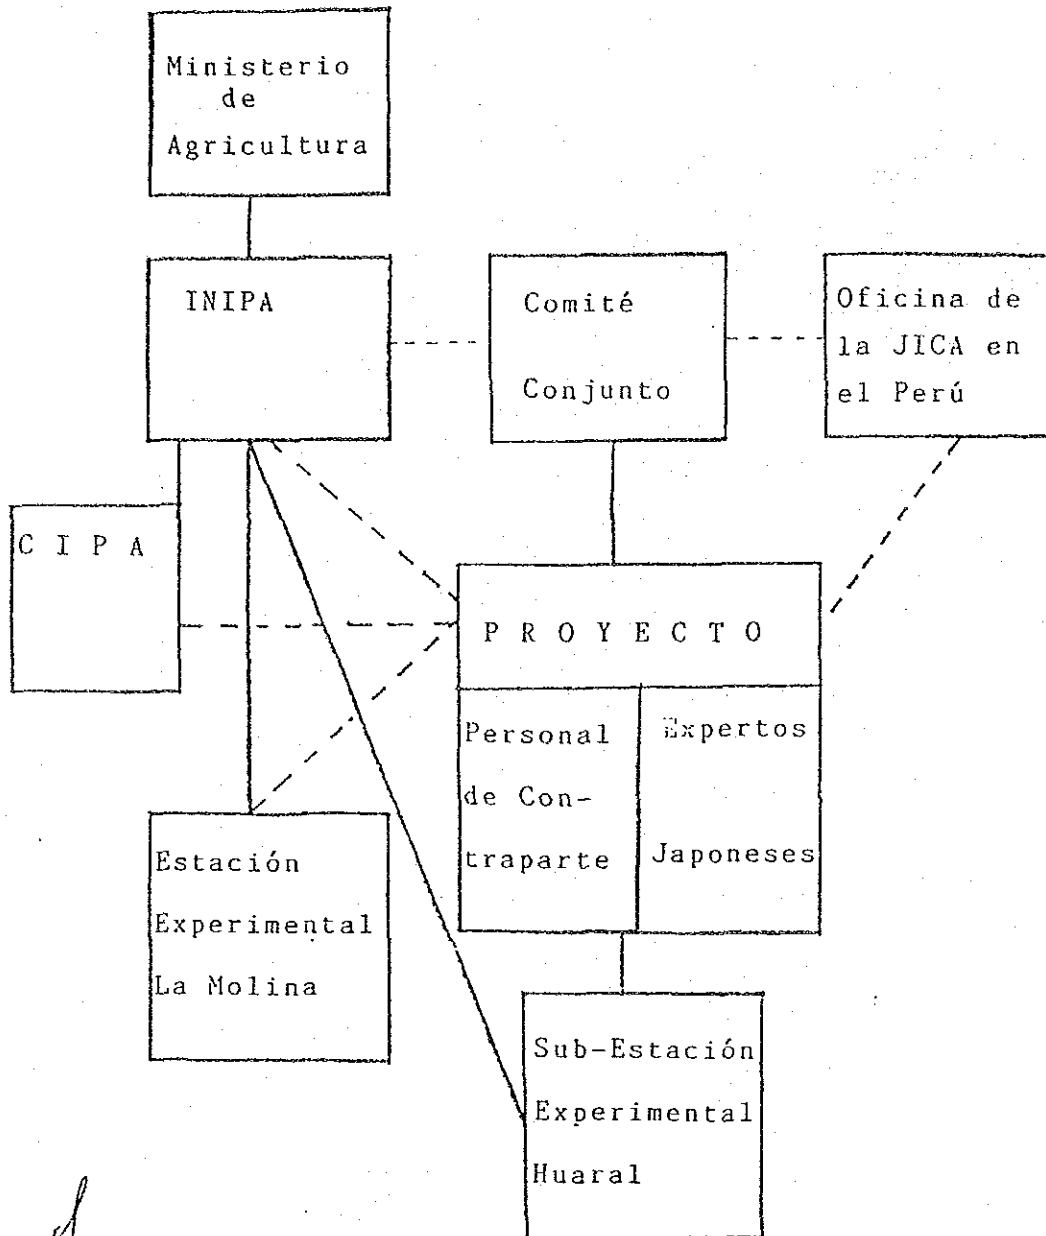 Ministerio
de
Agricultura
INIPA
Comité
Conjunto
Oficina de
la JICA en
el Perú
C I P A
P R O Y E C T O
Personal
de Con-
traparte
Expertos
Japoneses
Estación
Experimental
La Molina
Sub-Estación
Experimental
Huaral